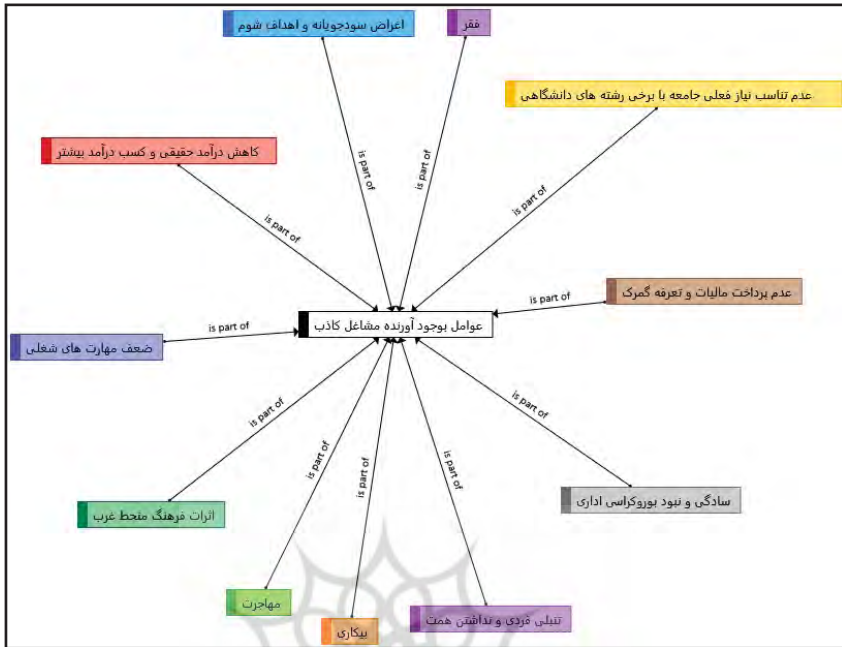 اغراض سودجویانه و اهداف شوم
فقر
عدم تناسب نیاز فعلی جامعه با برخی رشته های دانشگاهی
کاهش درآمد حقیقی و کسب درآمد بیشتر
عدم پرداخت مالیات و تعرفه گمرک
عوامل بوجود آورنده مشاغل کاذب
ضعف مهارت های شغلی
سادگی و نبود بوروکراسی اداری
اثرات فرهنگ منحط غرب
مهاجرت
بیکاری
تنبلی فردی و نداشتن همت
is part of
is part of
is part of
is part of
is part of
is part of
is part of
is part of
is part of
is part of
is part of